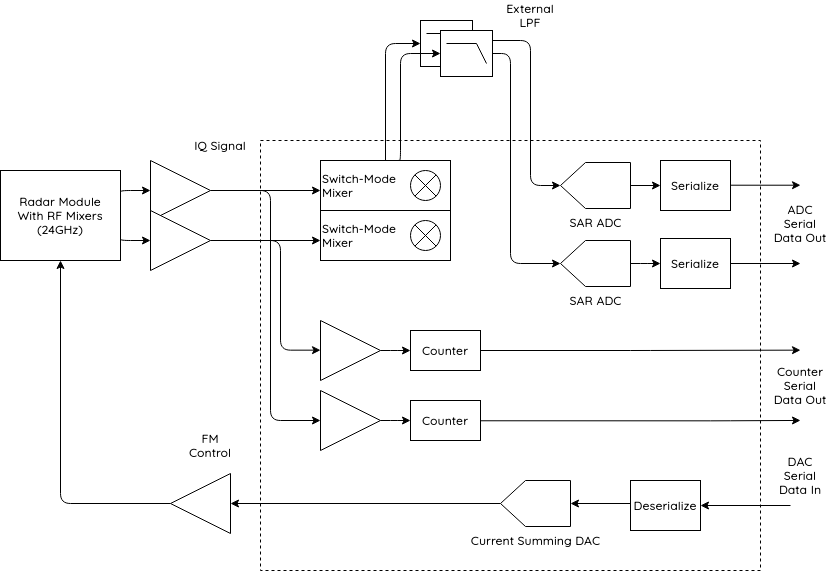 External
LPF
IQ Signal
Radar Module
With RF Mixers
(24GHz)
Switch-Mode
Mixer
Switch-Mode
Mixer
SAR ADC
Serialize
ADC
Serial
Data Out
SAR ADC
Serialize
Counter
Counter
Counter
Serial
Data Out
FM
Control
Current Summing DAC
Deserialize
DAC
Serial
Data In